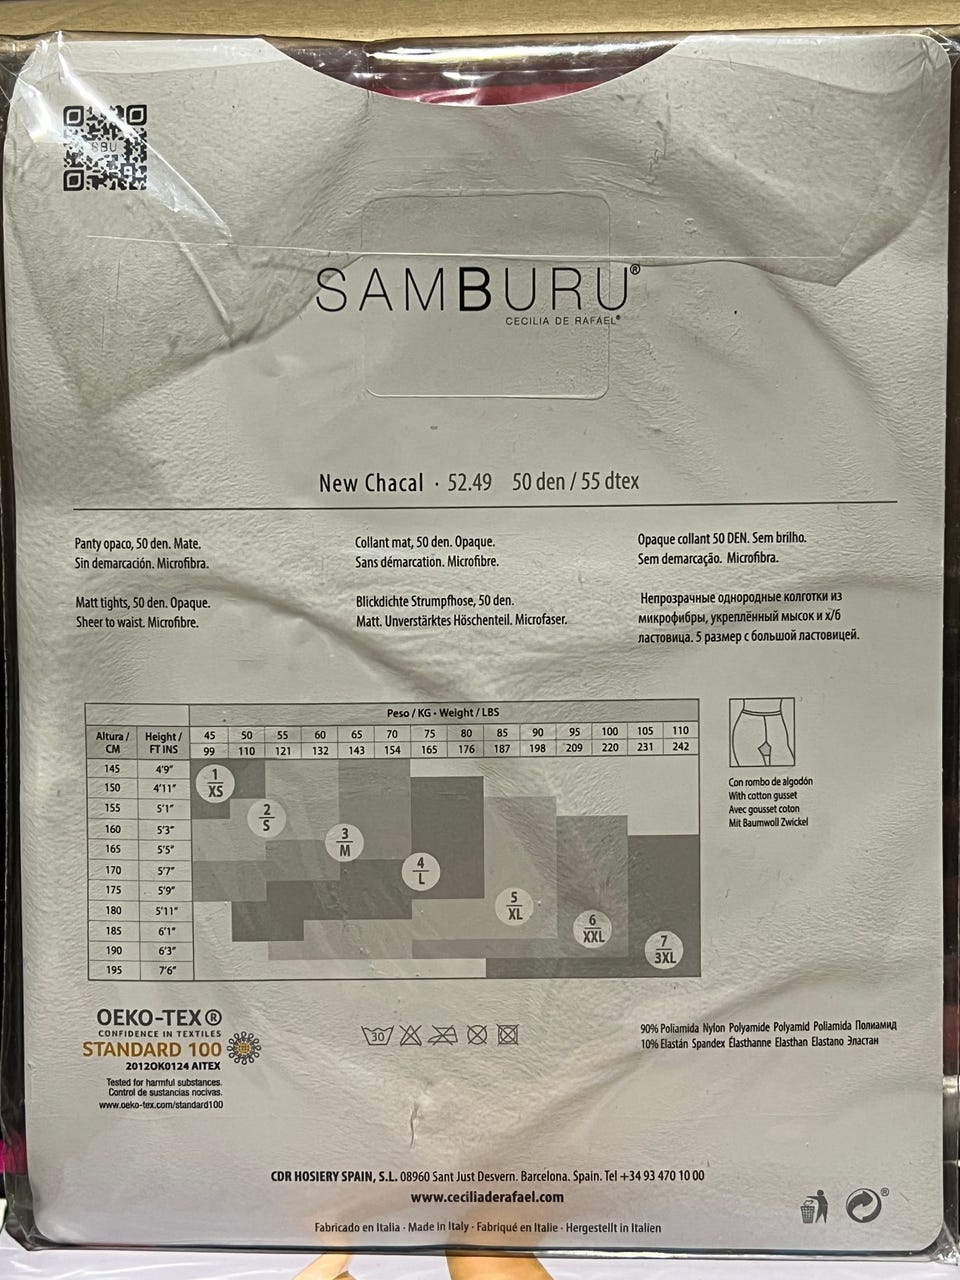 SBU
SAMBURU®
CECILIA DE RAFAEL®
New Chacal · 52.49 50 den / 55 dtex
Panty opaco, 50 den. Mate.
Sin demarcación. Microfibra.
Matt tights, 50 den. Opaque.
Sheer to waist. Microfibre.
Collant mat, 50 den. Opaque.
Sans démarcation. Microfibre.
Blickdichte Strumpfhose, 50 den.
Matt. Unverstärktes Höschenteil. Microfaser.
Opaque collant 50 DEN. Sem brilho.
Sem demarcação. Microfibra.
Непрозрачные однородные колготки из
микрофибры, укреплённый мысок и х/б
ластовица. 5 размер с большой ластовицей.
Peso / KG - Weight / LBS
Altura / CM Height / FT INS
45 50 55 60 65 70 75 80 85 90 95 100 105 110
99 110 121 132 143 154 165 176 187 198 209 220 231 242
145 4'9"
150 4'11"
155 5'1"
160 5'3"
165 5'5"
170 5'7"
175 5'9"
180 5'11"
185 6'1"
190 6'3"
195 7'6"
1
XS
2
S
3
M
4
L
5
XL
6
XXL
7
3XL
Con rombo de algodón
With cotton gusset
Avec gousset coton
Mit Baumwoll Zwickel
OEKO-TEX®
CONFIDENCE IN TEXTILES
STANDARD 100
2012OK0124 AITEX
Tested for harmful substances.
Control de sustancias nocivas.
www.oeko-tex.com/standard100
30
90% Poliamida Nylon Polyamide Polyamid Poliamida Полиамид
10% Elastán Spandex Élasthanne Elasthan Elastano Эластан
CDR HOSIERY SPAIN, S.L. 08960 Sant Just Desvern. Barcelona. Spain. Tel +34 93 470 10 00
www.ceciliaderafael.com
Fabricado en Italia · Made in Italy · Fabriqué en Italie · Hergestellt in Italien
®